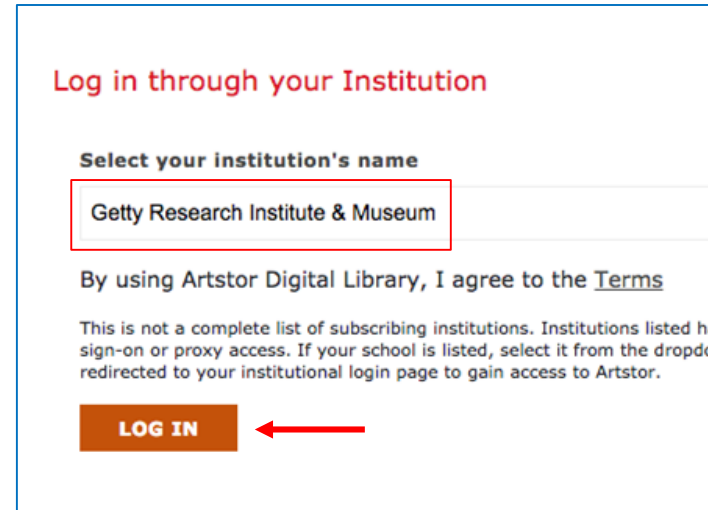 Log in through your Institution
Select your institution's name
Getty Research Institute & Museum
By using Artstor Digital Library, I agree to the Terms
This is not a complete list of subscribing institutions. Institutions listed
sign-on or proxy access. If your school is listed, select it from the
redirected to your institutional login page to gain access to Artstor.
LOG IN